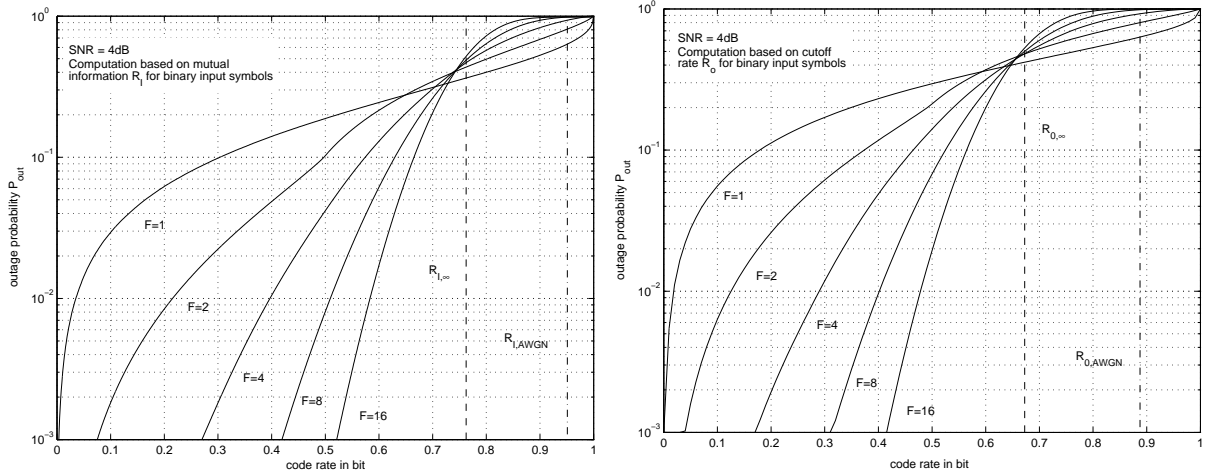 SNR = 4dB
Computation based on mutual
information R_I for binary input symbols
outage probability P_out
10^0
10^-1
10^-2
10^-3
F=1
F=2
F=4
F=8
F=16
R_I,∞
R_I,AWGN
0 0.1 0.2 0.3 0.4 0.5 0.6 0.7 0.8 0.9 1
code rate in bit
SNR = 4dB
Computation based on cutoff
rate R_o for binary input symbols
outage probability P_out
10^0
10^-1
10^-2
10^-3
F=1
F=2
F=4
F=8
F=16
R_0,∞
R_0,AWGN
0 0.1 0.2 0.3 0.4 0.5 0.6 0.7 0.8 0.9 1
code rate in bit